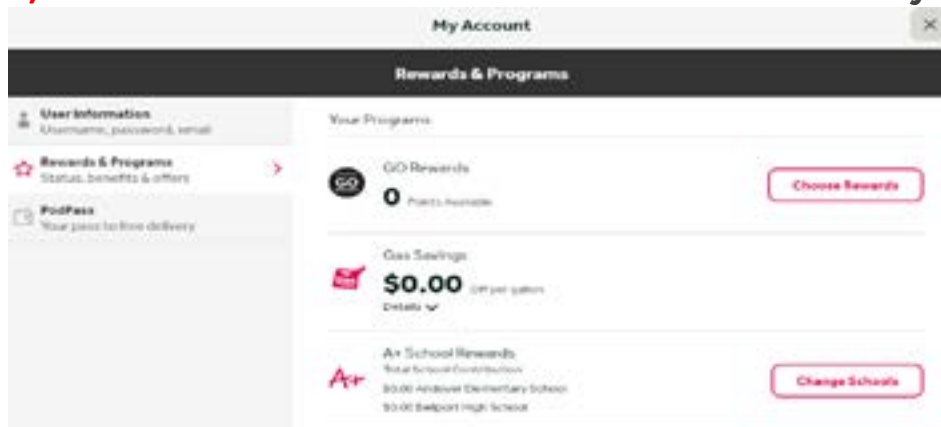 My Account
Rewards & Programs
User Information
Username, password, email
Rewards & Programs
Status, benefits & offers
PodPass
Your pass to free delivery
Your Programs
GO
GO Rewards
0 Points Available
Choose Rewards
Gas Savings
$0.00 Off per gallon
Details
A+
A+ School Rewards
Total School Contribution
$0.00 Andover Elementary School
$0.00 Bellport High School
Change Schools